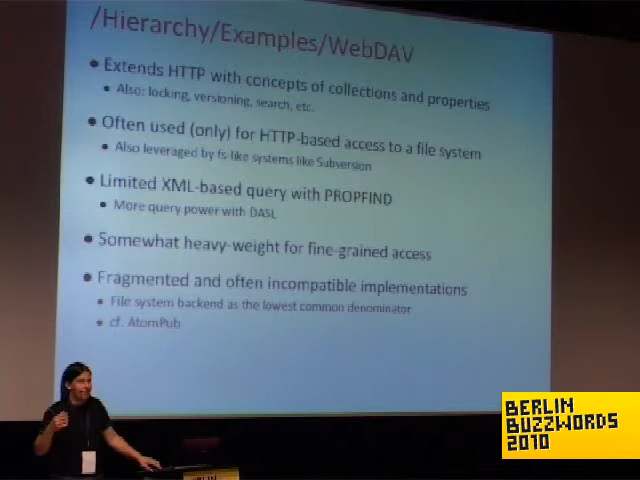 /Hierarchy/Examples/WebDAV
• Extends HTTP with concepts of collections and properties
• Also: locking, versioning, search, etc.
• Often used (only) for HTTP-based access to a file system
• Also leveraged by fs-like systems like Subversion
• Limited XML-based query with PROPFIND
• More query power with DASL
• Somewhat heavy-weight for fine-grained access
• Fragmented and often incompatible implementations
• File system backend as the lowest common denominator
• cf. AtomPub
BERLIN
BUZZWORDS
2010